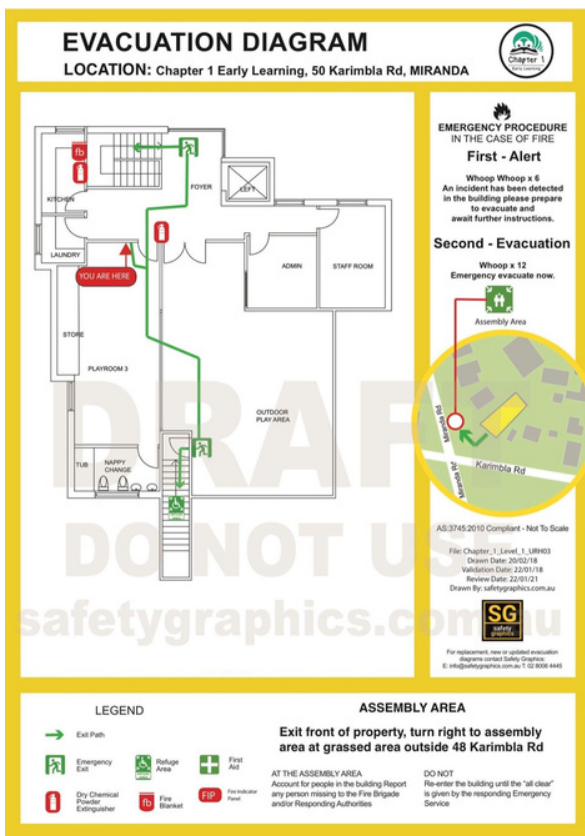 EVACUATION DIAGRAM
LOCATION: Chapter 1 Early Learning, 50 Karimbla Rd, MIRANDA
Chapter 1
Early Learning
fb
KITCHEN
FOYER
LIFT
LAUNDRY
YOU ARE HERE
ADMIN
STAFF ROOM
STORE
PLAYROOM 3
OUTDOOR
PLAY AREA
TUB
NAPPY
CHANGE
DRAFT
DO NOT USE
safetygraphics.com.au
EMERGENCY PROCEDURE
IN THE CASE OF FIRE
First - Alert
Whoop Whoop x 6
An incident has been detected
in the building please prepare
to evacuate and
await further instructions.
Second - Evacuation
Whoop x 12
Emergency evacuate now.
Assembly Area
Miranda Rd
Miranda Rd
Karimbla Rd
AS:3745:2010 Compliant - Not To Scale
File: Chapter_1_Level_1_URH03
Drawn Date: 20/02/18
Validation Date: 22/01/18
Review Date: 22/01/21
Drawn By: safetygraphics.com.au
SG
safety
graphics
For replacement, new or updated evacuation
diagrams contact Safety Graphics:
E: info@safetygraphics.com.au T: 02 8006 4445
LEGEND
Exit Path
Emergency
Exit
Refuge
Area
First
Aid
Dry Chemical
Powder
Extinguisher
fb
Fire
Blanket
FIP
Fire Indicator
Panel
ASSEMBLY AREA
Exit front of property, turn right to assembly
area at grassed area outside 48 Karimbla Rd
AT THE ASSEMBLY AREA
Account for people in the building Report
any person missing to the Fire Brigade
and/or Responding Authorities
DO NOT
Re-enter the building until the "all clear"
is given by the responding Emergency
Service